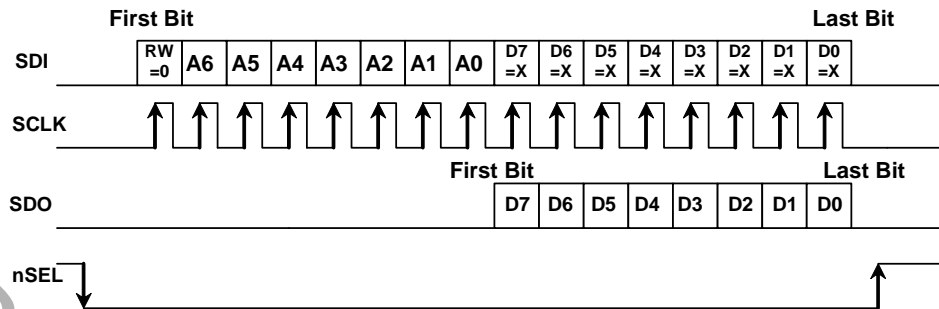 First Bit Last Bit
SDI RW =0 A6 A5 A4 A3 A2 A1 A0 D7 =X D6 =X D5 =X D4 =X D3 =X D2 =X D1 =X D0 =X
SCLK
First Bit Last Bit
SDO D7 D6 D5 D4 D3 D2 D1 D0
nSEL